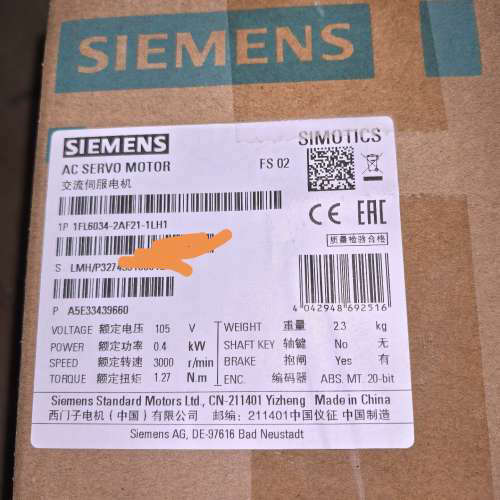 SIEMENS
SIEMENS
SIMOTICS
AC SERVO MOTOR
FS 02
交流伺服电机
1P 1FL6034-2AF21-1LH1
CE EAC
质量检验合格
S LMH/P3274
P A5E33439660
4 042948 692516
VOLTAGE 额定电压 105 V
WEIGHT 重量 2.3 kg
POWER 额定功率 0.4 kW
SHAFT KEY 轴键 No 无
SPEED 额定转速 3000 r/min
BRAKE 抱闸 Yes 有
TORQUE 额定扭矩 1.27 N.m
ENC. 编码器 ABS. MT. 20-bit
Siemens Standard Motors Ltd., CN-211401 Yizheng Made in China
西门子电机（中国）有限公司 邮编：211401中国仪征 中国制造
Siemens AG, DE-97616 Bad Neustadt